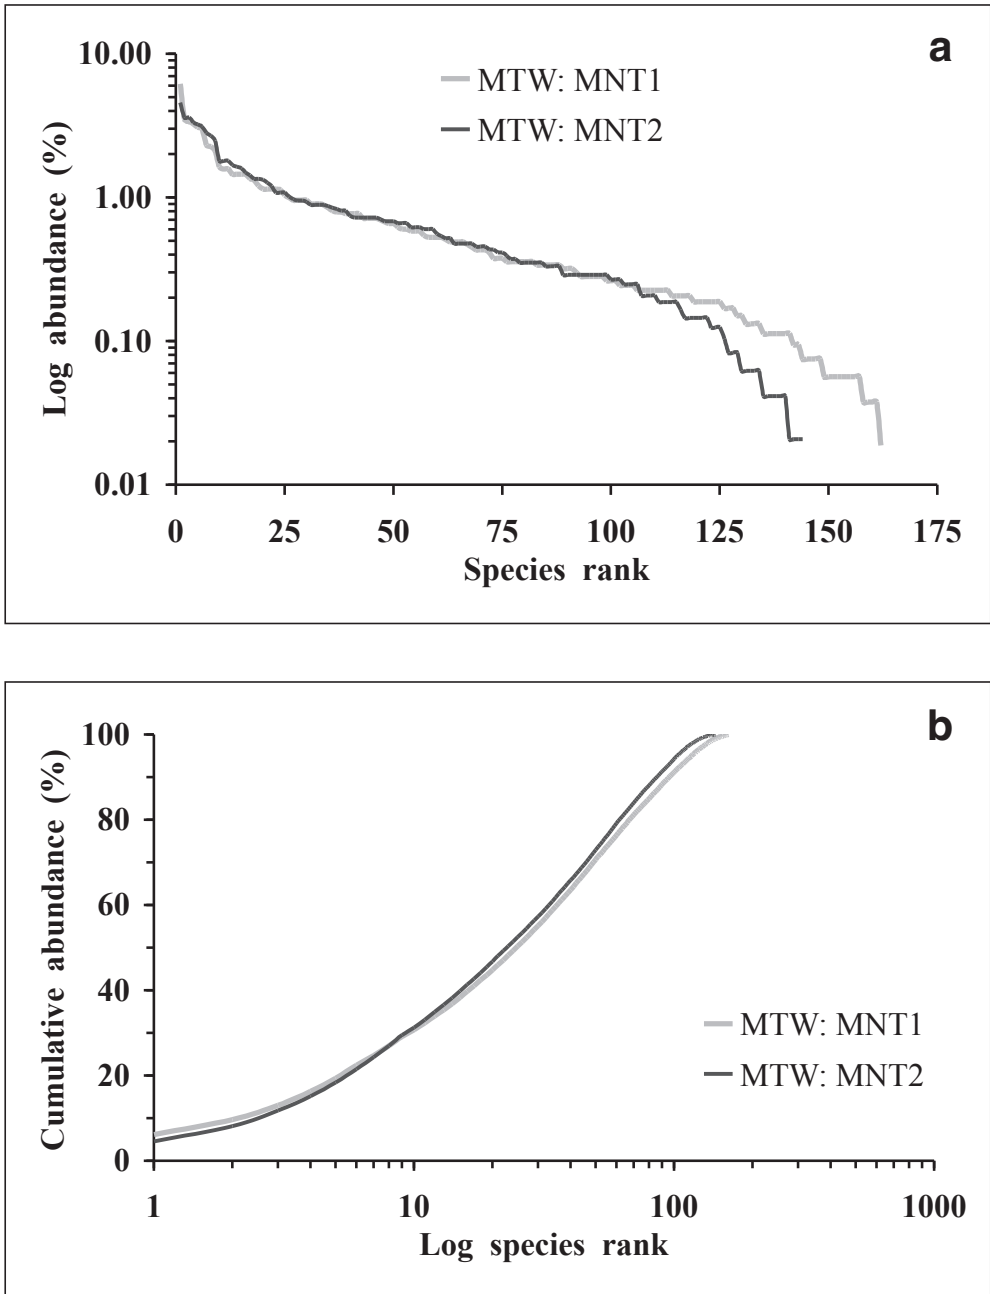 a
10.00
1.00
0.10
0.01
Log abundance (%)
MTW: MNT1
MTW: MNT2
0 25 50 75 100 125 150 175
Species rank
b
100
80
60
40
20
0
Cumulative abundance (%)
MTW: MNT1
MTW: MNT2
1 10 100 1000
Log species rank